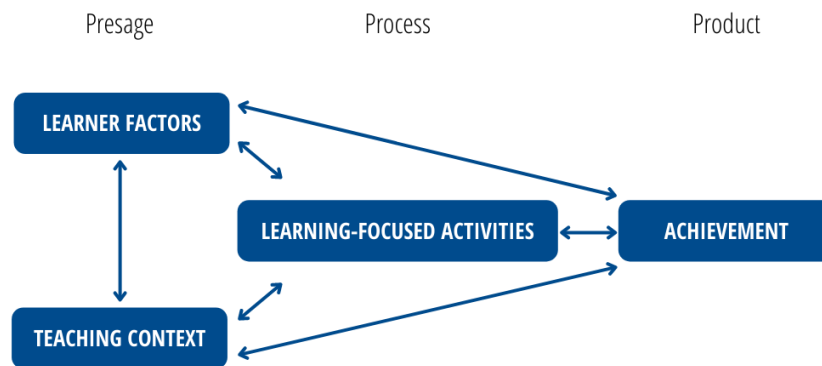 Presage
Process
Product
LEARNER FACTORS
LEARNING-FOCUSED ACTIVITIES
ACHIEVEMENT
TEACHING CONTEXT